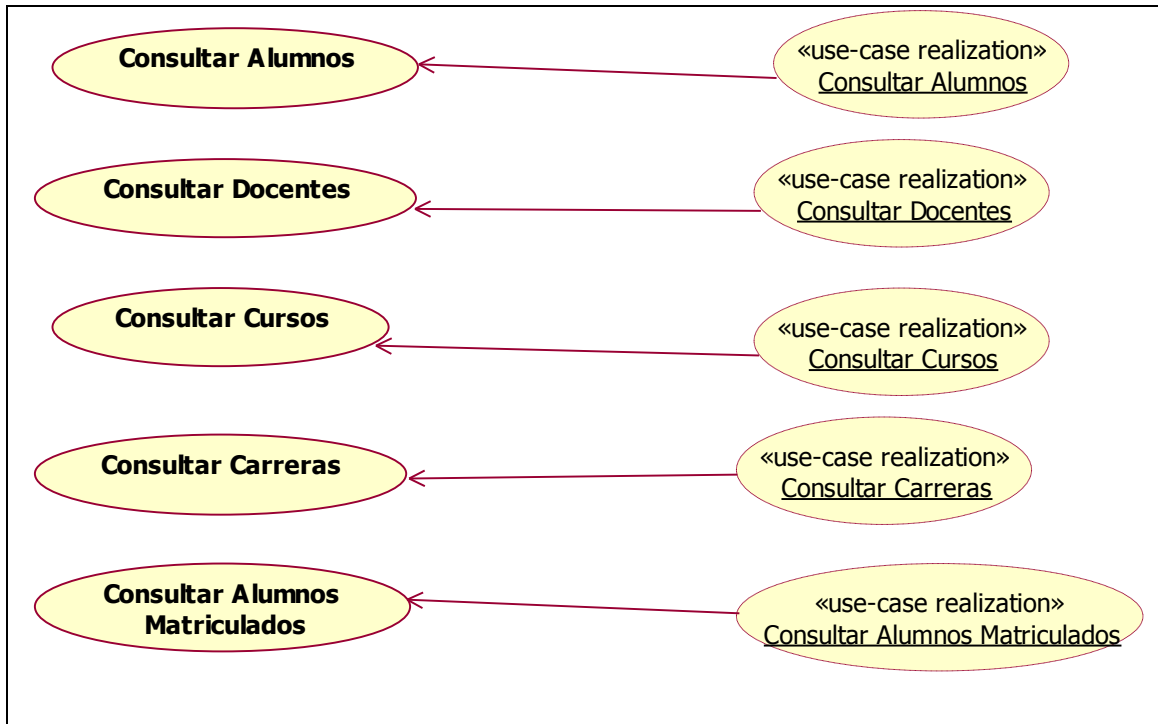 Consultar Alumnos
«use-case realization»
Consultar Alumnos
Consultar Docentes
«use-case realization»
Consultar Docentes
Consultar Cursos
«use-case realization»
Consultar Cursos
Consultar Carreras
«use-case realization»
Consultar Carreras
Consultar Alumnos
Matriculados
«use-case realization»
Consultar Alumnos Matriculados